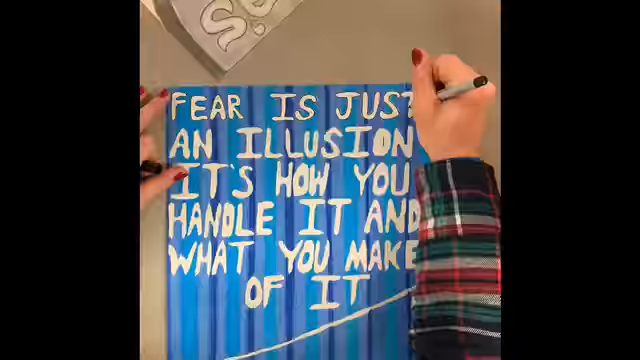 FEAR IS JUST
AN ILLUSION
IT'S HOW YOU
HANDLE IT AND
WHAT YOU MAKE
OF IT